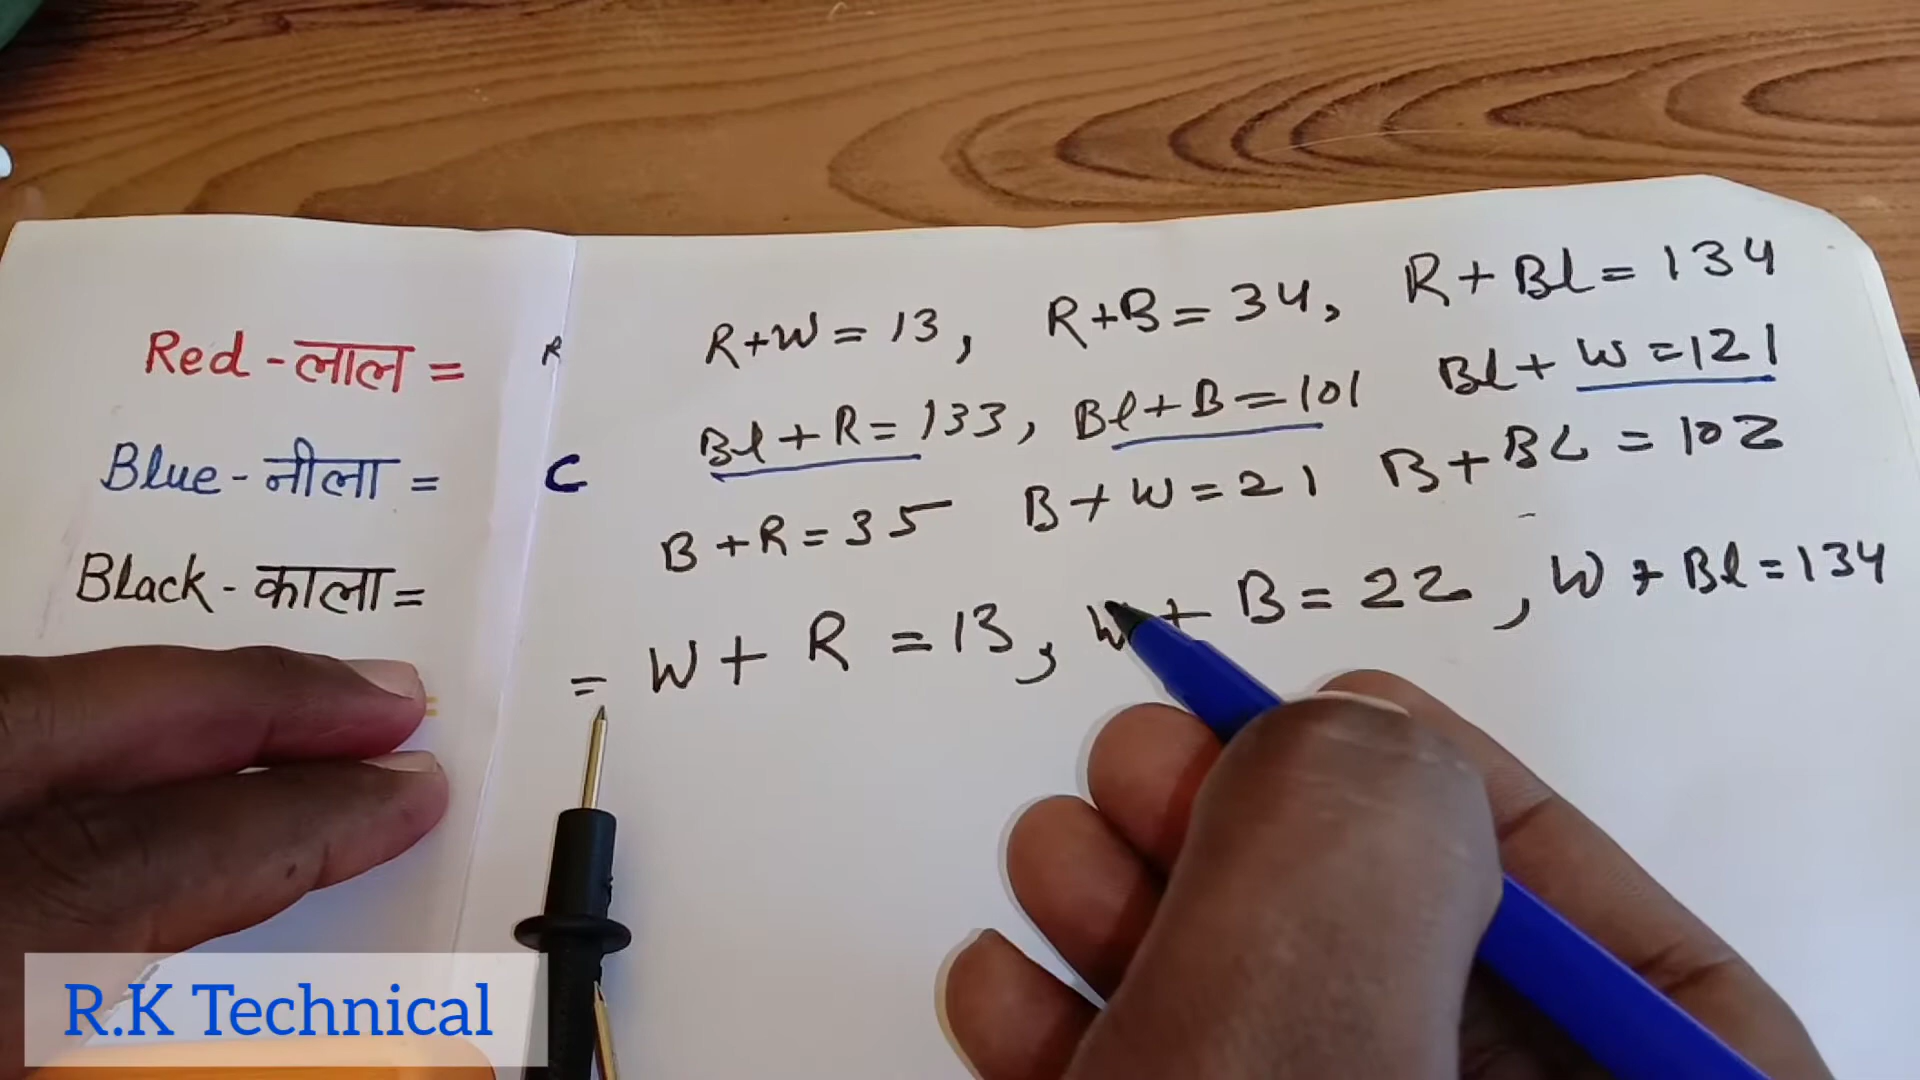 Red - लाल = R
Blue - नीला = C
Black - काला =
=
R+W = 13, R+B = 34, R+Bl = 134
Bl+R = 133, Bl+B = 101 Bl+W = 121
B+R = 35 B+W = 21 B+BL = 102
= W+R = 13, W+B = 22, W+Bl = 134
R.K Technical